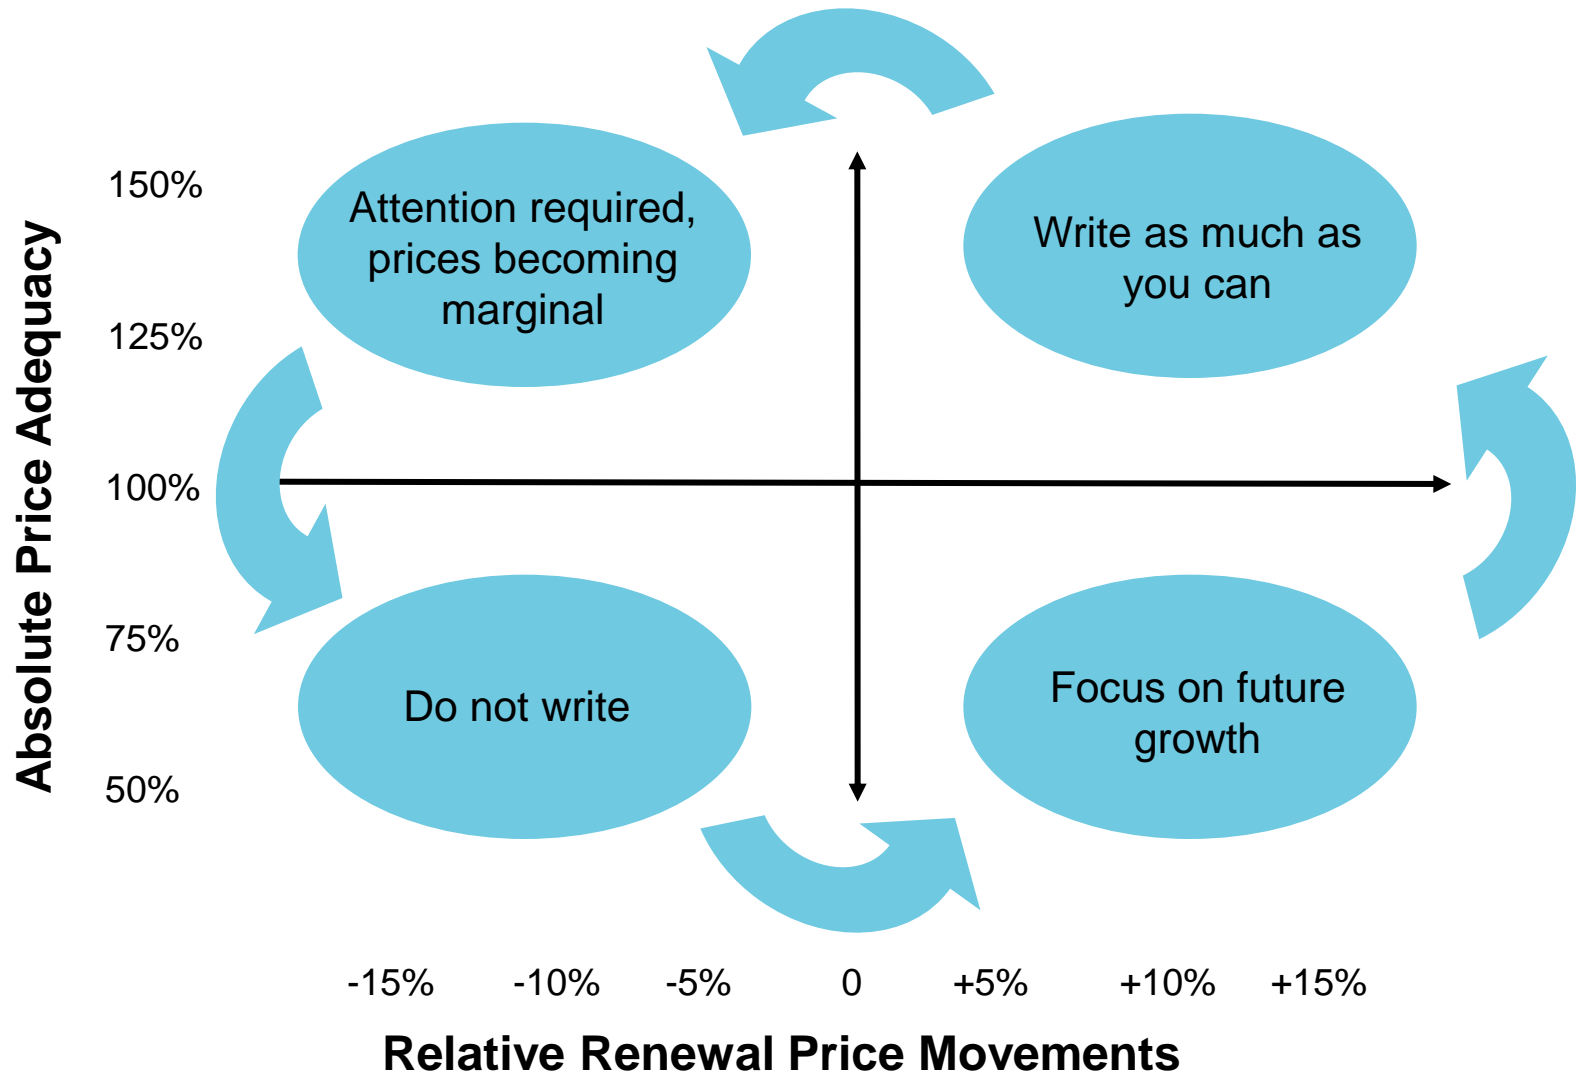 Absolute Price Adequacy
150%
125%
100%
75%
50%
Attention required,
prices becoming
marginal
Write as much as
you can
Do not write
Focus on future
growth
-15%
-10%
-5%
0
+5%
+10%
+15%
Relative Renewal Price Movements